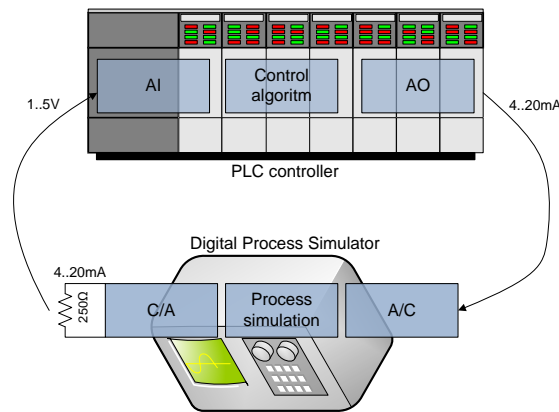 AI
Control
algoritm
AO
1..5V
4..20mA
PLC controller
Digital Process Simulator
4..20mA
250Ω
C/A
Process
simulation
A/C